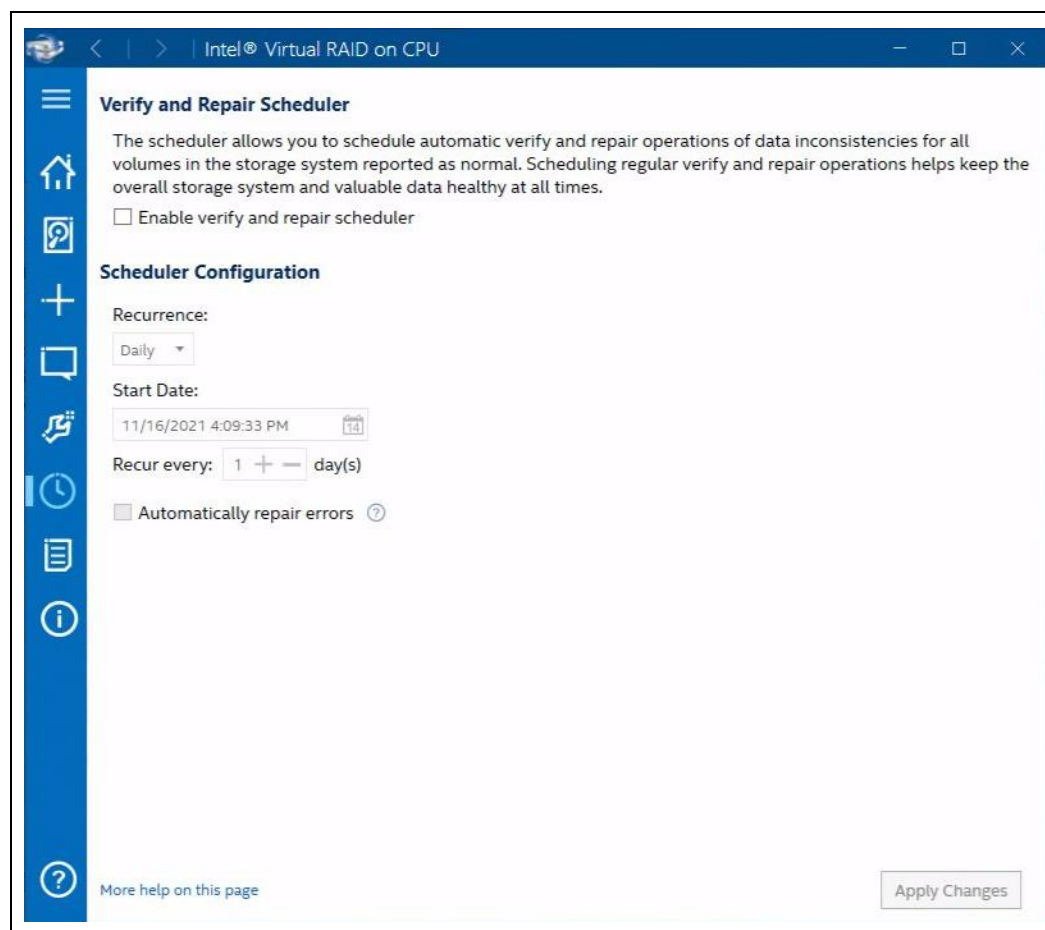 Intel® Virtual RAID on CPU
Verify and Repair Scheduler
The scheduler allows you to schedule automatic verify and repair operations of data inconsistencies for all
volumes in the storage system reported as normal. Scheduling regular verify and repair operations helps keep the
overall storage system and valuable data healthy at all times.
Enable verify and repair scheduler
Scheduler Configuration
Recurrence:
Daily
Start Date:
11/16/2021 4:09:33 PM 14
Recur every: 1 day(s)
Automatically repair errors ?
More help on this page
Apply Changes